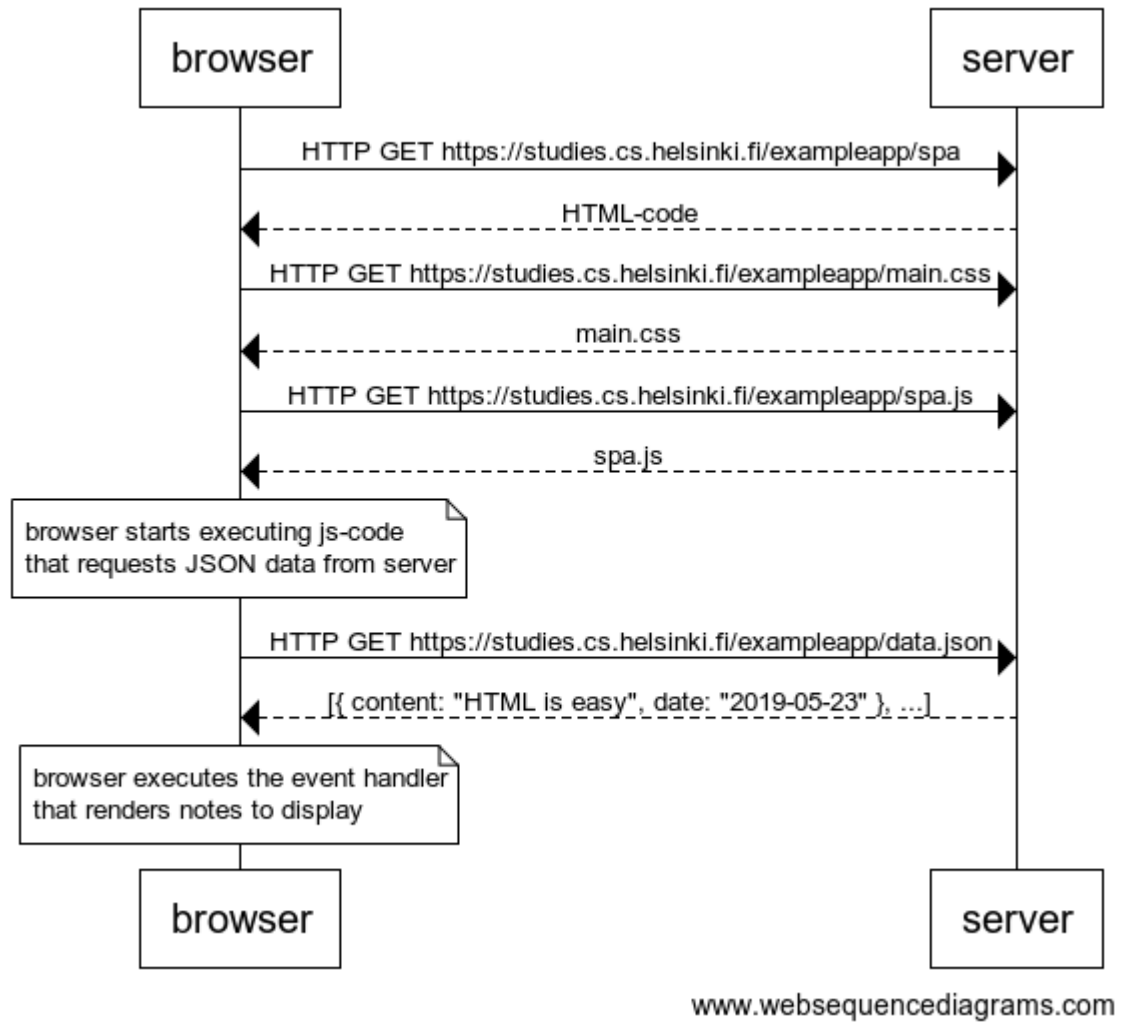 browser
server
HTTP GET https://studies.cs.helsinki.fi/exampleapp/spa
HTML-code
HTTP GET https://studies.cs.helsinki.fi/exampleapp/main.css
main.css
HTTP GET https://studies.cs.helsinki.fi/exampleapp/spa.js
spa.js
browser starts executing js-code
that requests JSON data from server
HTTP GET https://studies.cs.helsinki.fi/exampleapp/data.json
[{ content: "HTML is easy", date: "2019-05-23" }, ...]
browser executes the event handler
that renders notes to display
browser
server
www.websequencediagrams.com